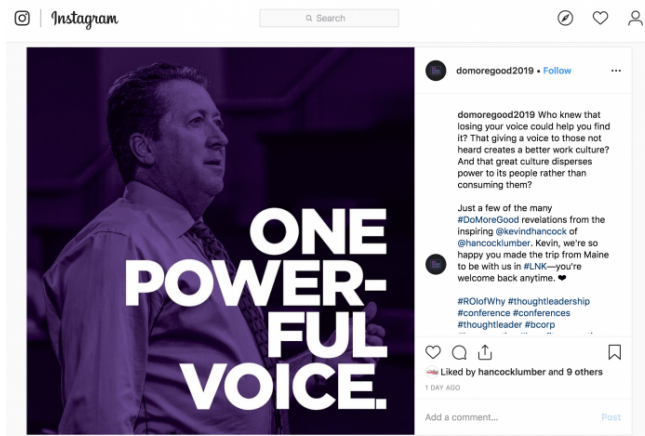 Instagram
Search
ONE
POWER-
FUL
VOICE.
domoregood2019 • Follow
domoregood2019 Who knew that
losing your voice could help you find
it? That giving a voice to those not
heard creates a better work culture?
And that great culture disperses
power to its people rather than
consuming them?
Just a few of the many
#DoMoreGood revelations from the
inspiring @kevindhancock of
@hancocklumber. Kevin, we're so
happy you made the trip from Maine
to be with us in #LNK—you're
welcome back anytime. ❤
#ROIofWhy #thoughtleadership
#conference #conferences
#thoughtleader #bcorp
Liked by hancocklumber and 9 others
1 DAY AGO
Add a comment...
Post